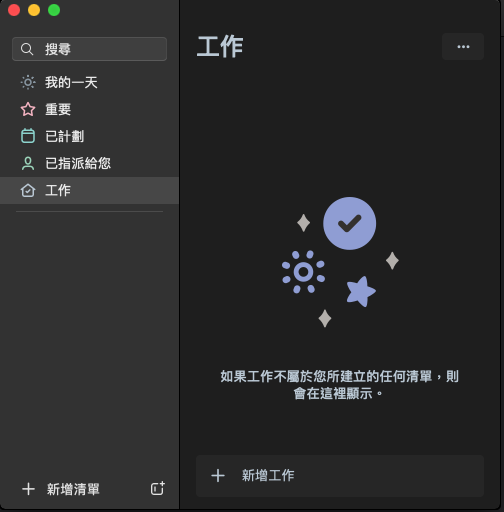 搜尋
我的一天
重要
已計劃
已指派給您
工作
新增清單
工作
如果工作不屬於您所建立的任何清單，則
會在這裡顯示。
新增工作